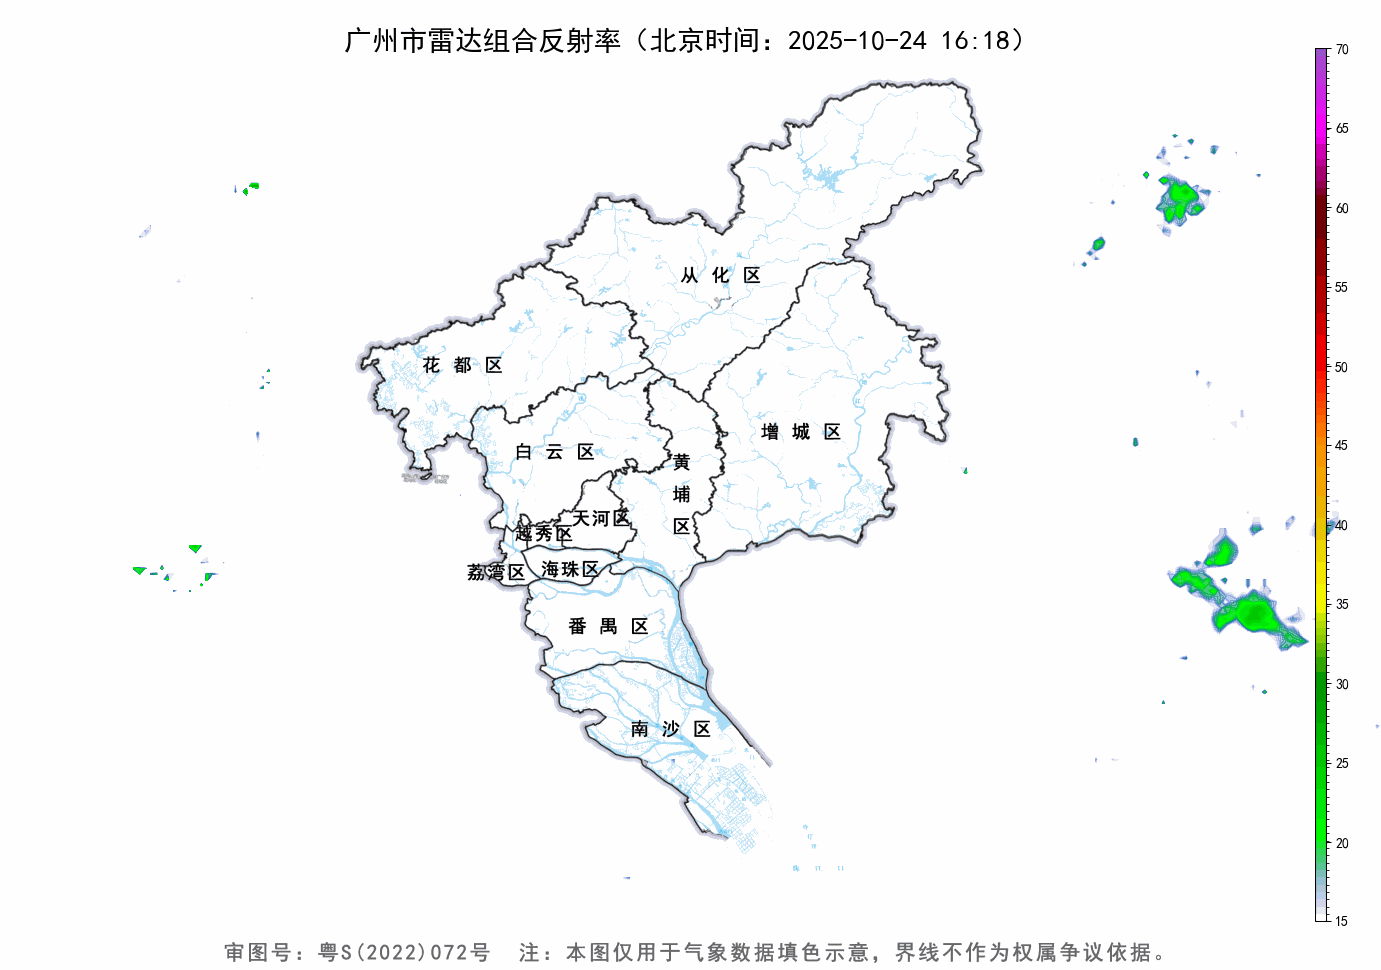 广州市雷达组合反射率（北京时间：2025-10-24 16:18）
70
65
60
55
50
45
40
35
30
25
20
15
从化区
花都区
增城区
白云区
黄埔区
天河区
越秀区
荔湾区
海珠区
番禺区
南沙区
审图号：粤S(2022)072号 注：本图仅用于气象数据填色示意，界线不作为权属争议依据。